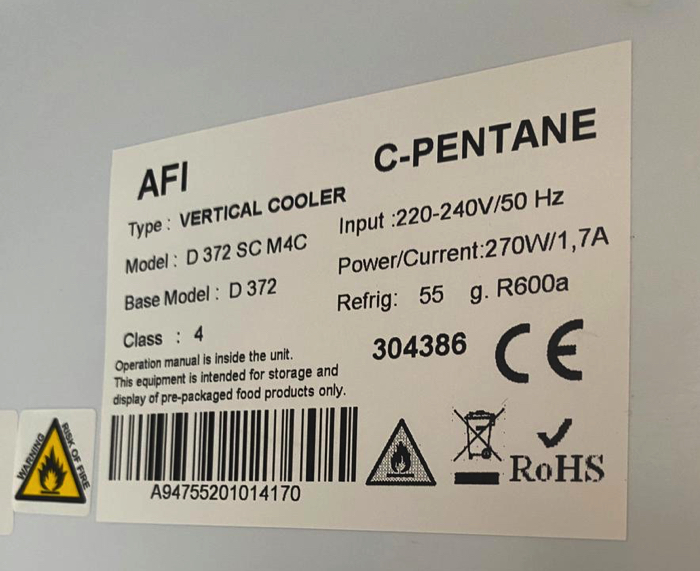 AFI
C-PENTANE
Type : VERTICAL COOLER
Input :220-240V/50 Hz
Model : D 372 SC M4C
Power/Current:270W/1,7A
Base Model : D 372
Refrig: 55 g. R600a
Class : 4
304386
CE
Operation manual is inside the unit.
This equipment is intended for storage and
display of pre-packaged food products only.
A94755201014170
RoHS
WARNING
RISK OF FIRE